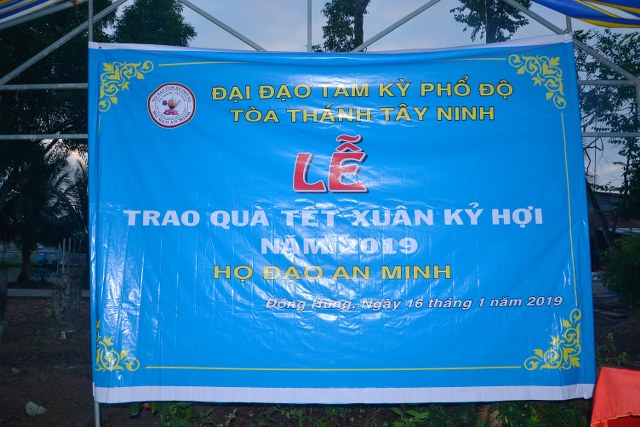 ĐẠI ĐẠO TAM KỲ PHỔ ĐỘ
TÒA THÁNH TÂY NINH
LỄ
TRAO QUÀ TẾT XUÂN KỶ HỢI
NĂM 2019
HỌ ĐẠO AN MINH
Đông Hưng, Ngày 16 tháng 1 năm 2019